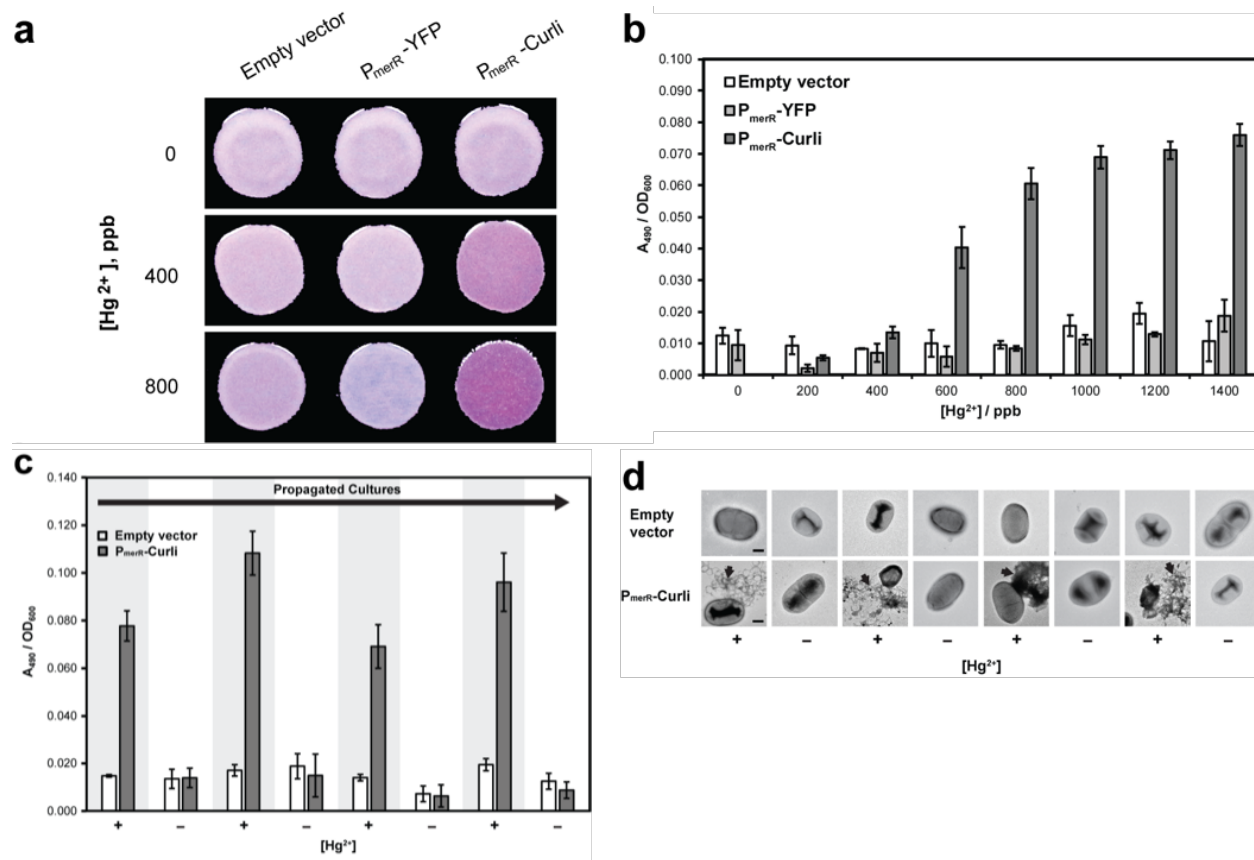 a
Empty vector
PmerR-YFP
PmerR-Curli
[Hg 2+], ppb
0
400
800
b
A490 / OD600
0.100
0.090
0.080
0.070
0.060
0.050
0.040
0.030
0.020
0.010
0.000
Empty vector
PmerR-YFP
PmerR-Curli
0 200 400 600 800 1000 1200 1400
[Hg2+] / ppb
c
A490 / OD600
0.140
0.120
0.100
0.080
0.060
0.040
0.020
0.000
Propagated Cultures
Empty vector
PmerR-Curli
+ – + – + – + –
[Hg2+]
d
Empty
vector
PmerR-Curli
+ – + – + – + –
[Hg2+]